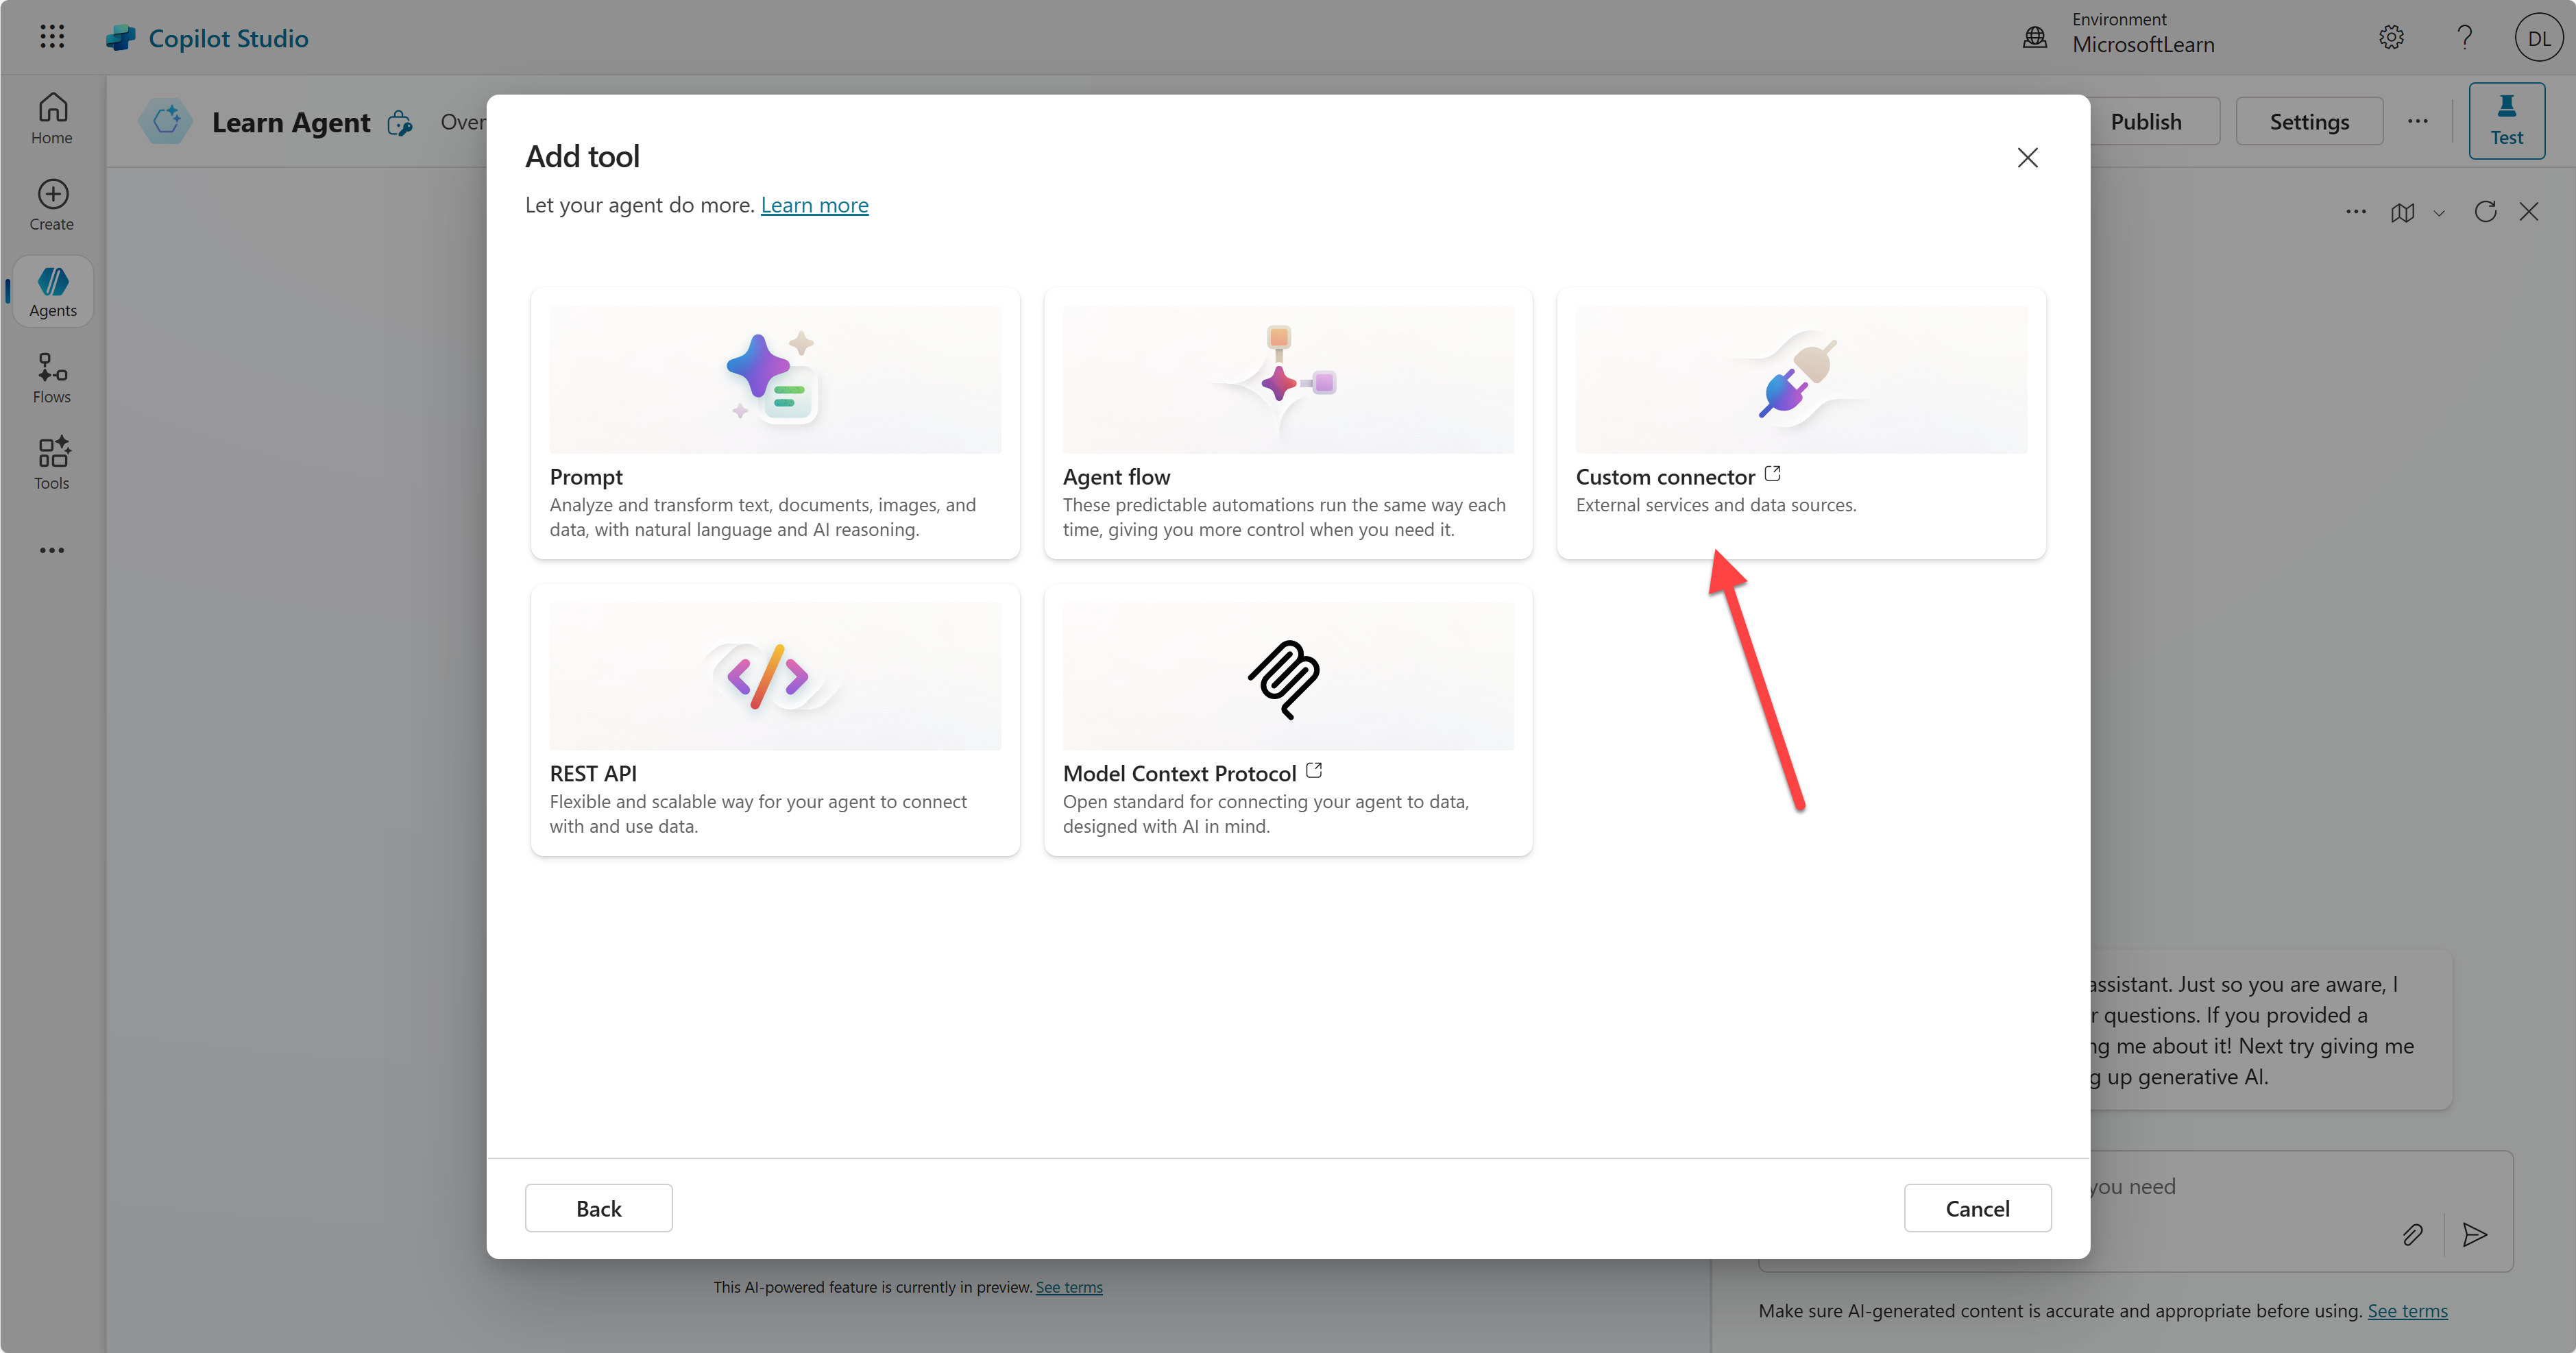 Copilot Studio
Environment
MicrosoftLearn
DL
Home
Create
Agents
Flows
Tools
Learn Agent
Over
Publish
Settings
Test
Add tool
Let your agent do more. Learn more
Prompt
Analyze and transform text, documents, images, and
data, with natural language and AI reasoning.
Agent flow
These predictable automations run the same way each
time, giving you more control when you need it.
Custom connector
External services and data sources.
REST API
Flexible and scalable way for your agent to connect
with and use data.
Model Context Protocol
Open standard for connecting your agent to data,
designed with AI in mind.
Back
Cancel
assistant. Just so you are aware, I
r questions. If you provided a
ng me about it! Next try giving me
g up generative AI.
you need
This AI-powered feature is currently in preview. See terms
Make sure AI-generated content is accurate and appropriate before using. See terms